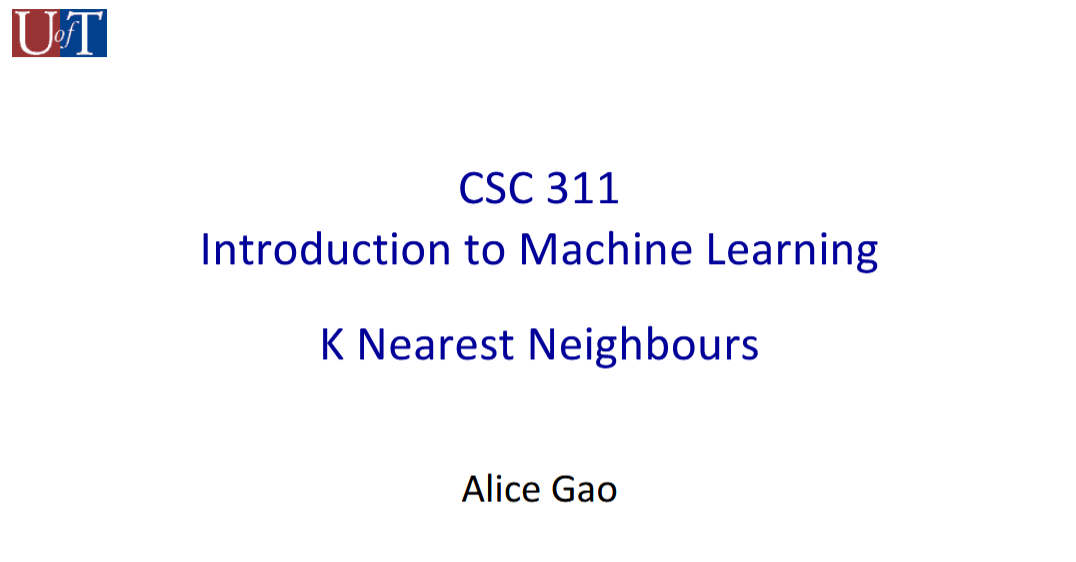 UofT
CSC 311
Introduction to Machine Learning
K Nearest Neighbours
Alice Gao